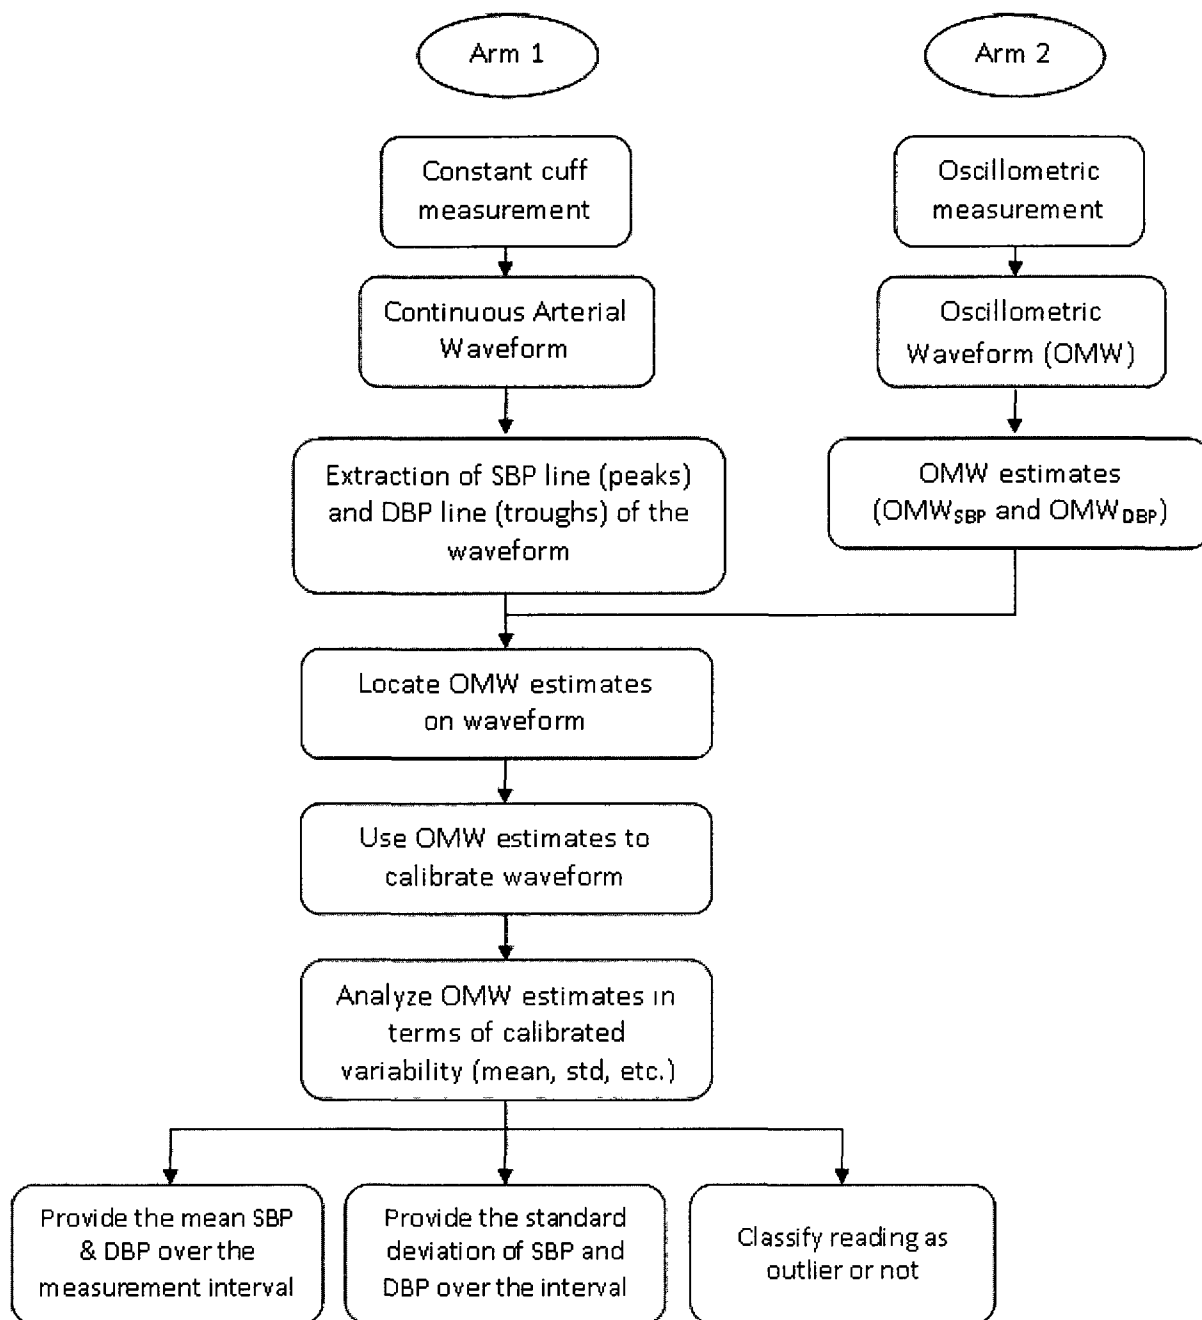 Arm 1
Arm 2
Constant cuff
measurement
Oscillometric
measurement
Continuous Arterial
Waveform
Oscillometric
Waveform (OMW)
Extraction of SBP line (peaks)
and DBP line (troughs) of the
waveform
OMW estimates
(OMWSBP and OMWDBP)
Locate OMW estimates
on waveform
Use OMW estimates to
calibrate waveform
Analyze OMW estimates in
terms of calibrated
variability (mean, std, etc.)
Provide the mean SBP
& DBP over the
measurement interval
Provide the standard
deviation of SBP and
DBP over the interval
Classify reading as
outlier or not